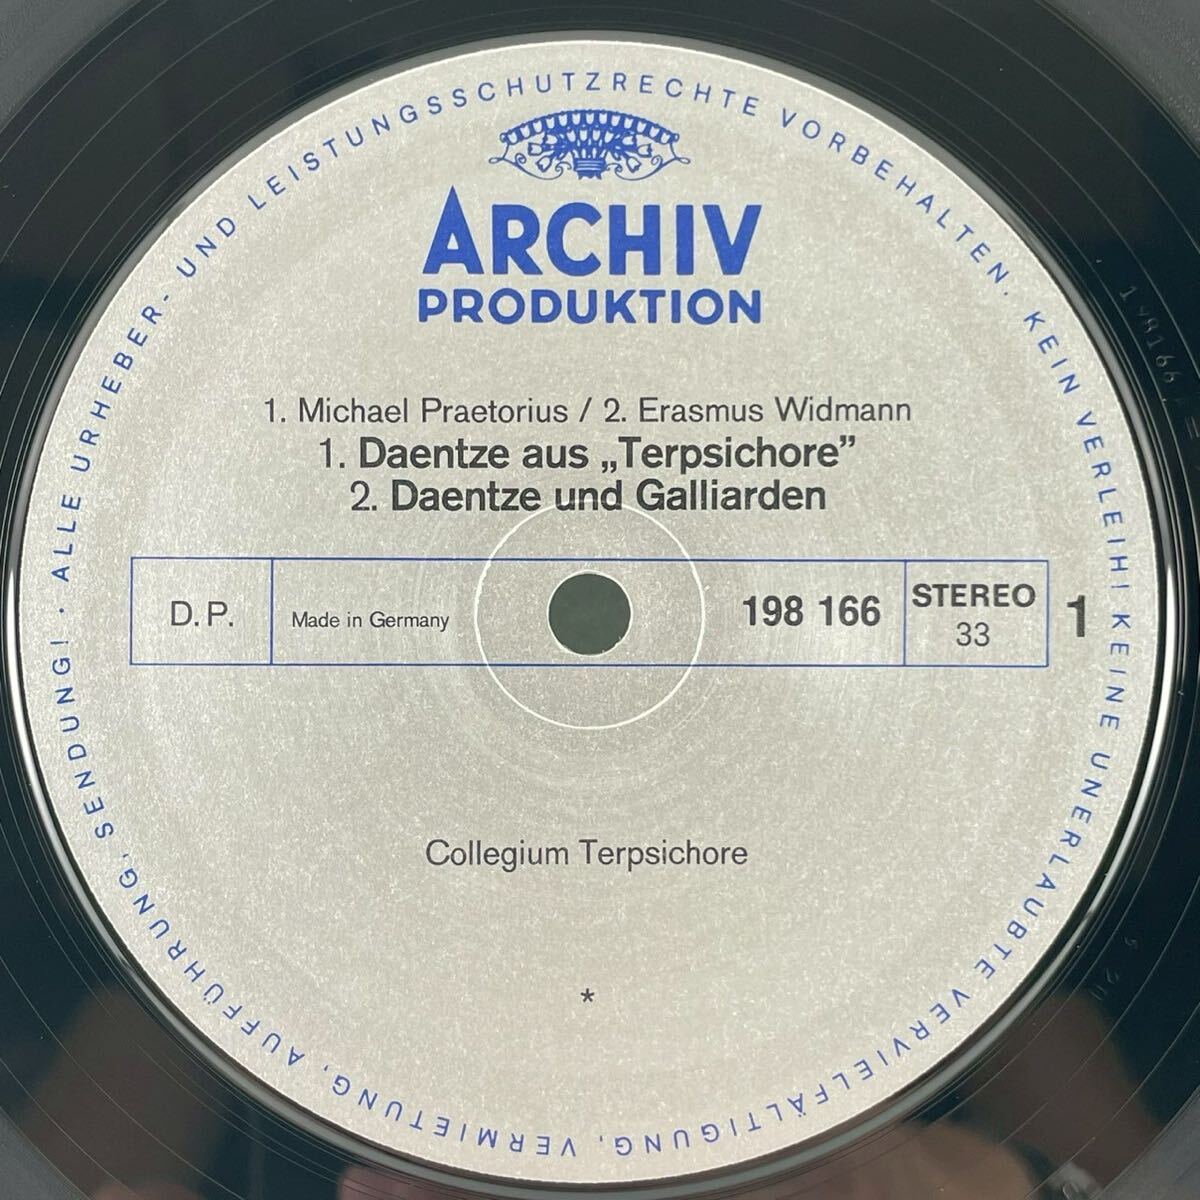 ALLE URHEBER- UND LEISTUNGSSCHUTZRECHTE VORBEHALTEN. KEIN VERLEIH! KEINE UNERLAUBTE VERVIELFÄLTIGUNG, VERMIETUNG, AUFFÜHRUNG, SENDUNG! ·
ARCHIV
PRODUKTION
1. Michael Praetorius / 2. Erasmus Widmann
1. Daentze aus „Terpsichore”
2. Daentze und Galliarden
D.P.
Made in Germany
198 166
STEREO
33
1
Collegium Terpsichore
*